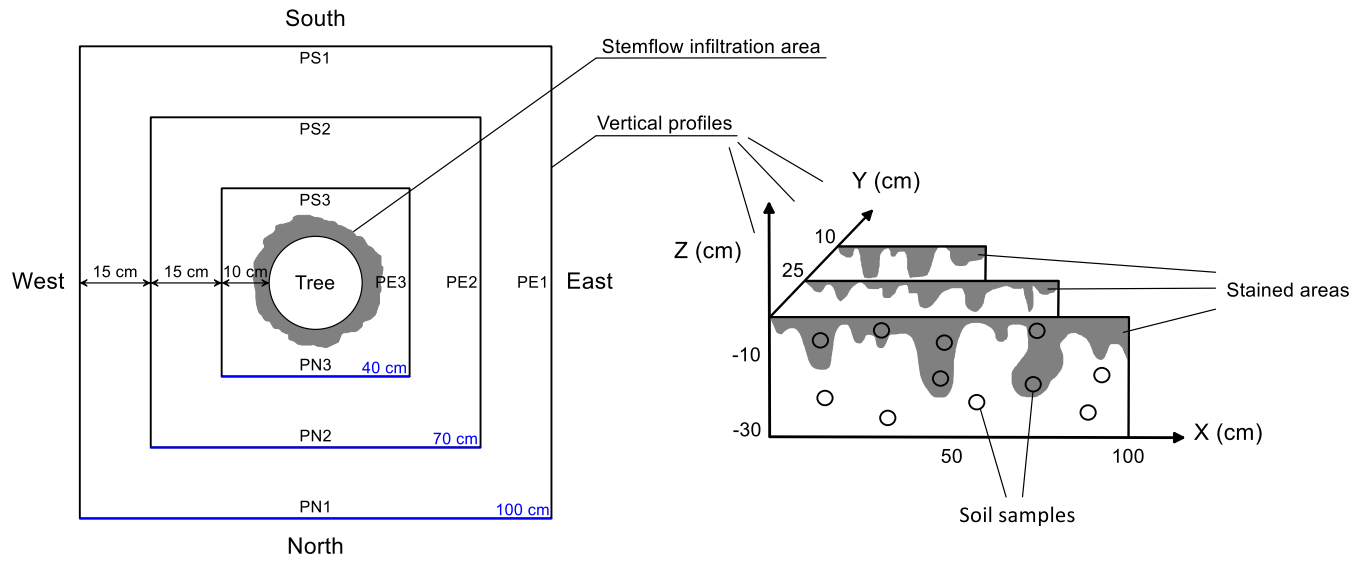 South
PS1
PS2
PS3
West
15 cm
15 cm
10 cm
Tree
PE3
PE2
PE1
East
PN3
40 cm
PN2
70 cm
PN1
100 cm
North
Stemflow infiltration area
Vertical profiles
Y (cm)
Z (cm)
10
25
Stained areas
-10
-30
X (cm)
50
100
Soil samples